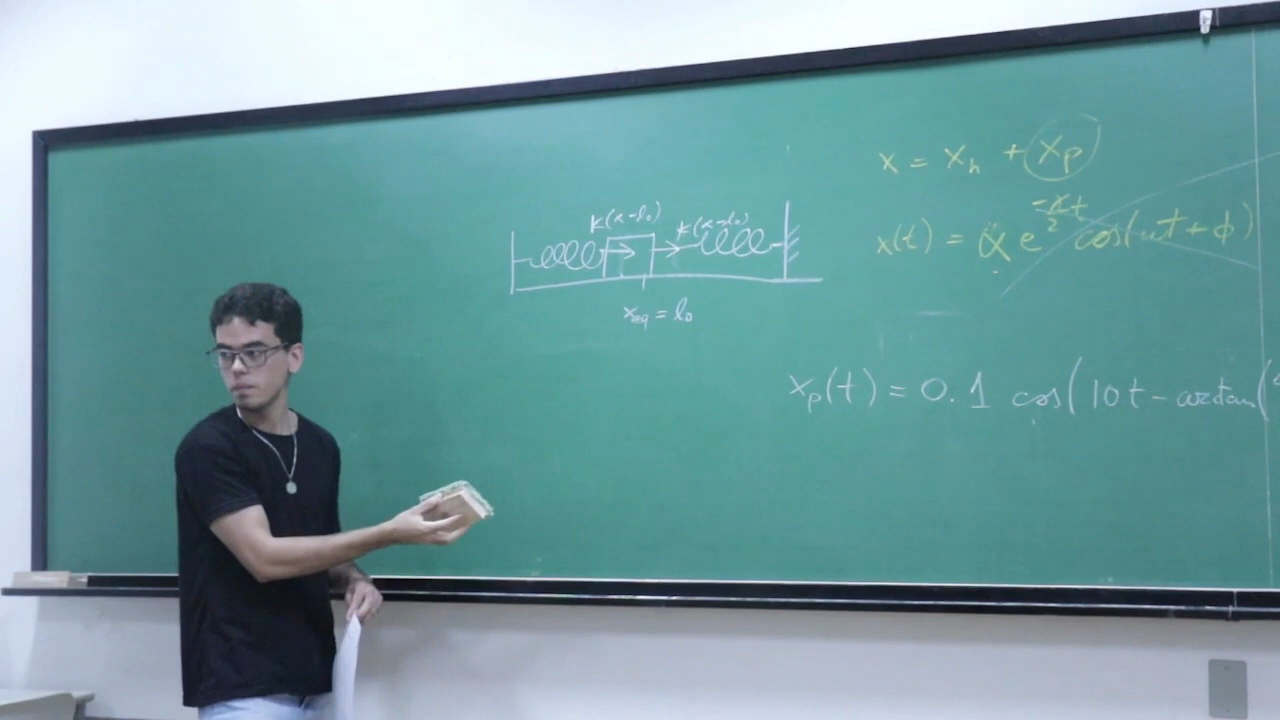 x = x_h + x_p
k(x-l₀) k(x-l₀)
x(t) = α e^{-γ/2 t} cos(ωt + φ)
x_eq = l₀
x_p(t) = 0.1 cos(10t - arctan(